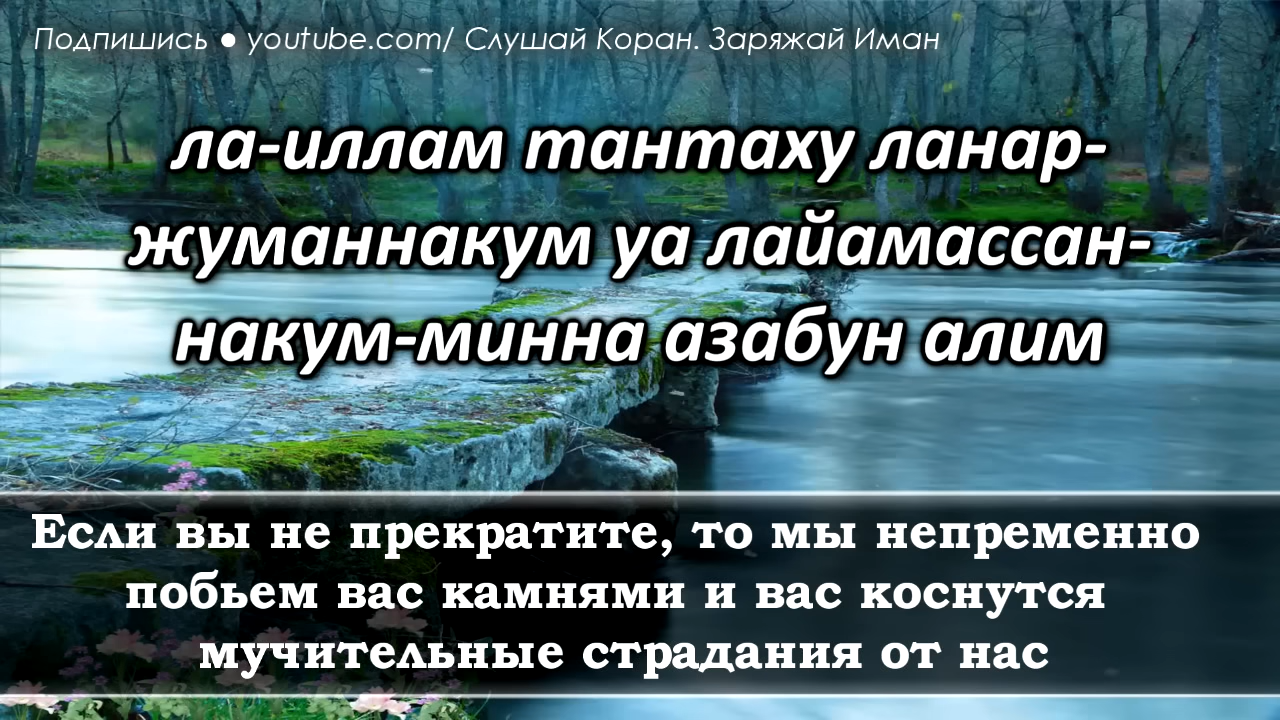 Подпишись ● youtube.com/ Слушай Коран. Заряжай Иман
ла-иллам тантаху ланар-
жуманнакум уа лайамассан-
накум-минна азабун алим
Если вы не прекратите, то мы непременно
побьем вас камнями и вас коснутся
мучительные страдания от нас